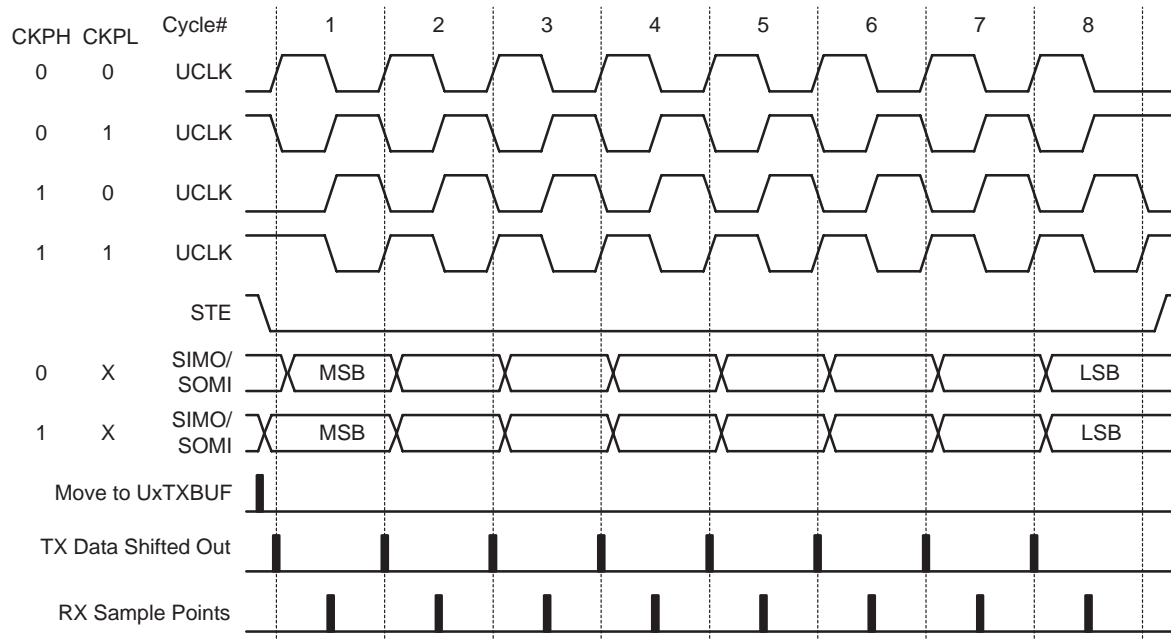 CKPH CKPL Cycle# 1 2 3 4 5 6 7 8
0 0 UCLK
0 1 UCLK
1 0 UCLK
1 1 UCLK
STE
0 X SIMO/
SOMI MSB LSB
1 X SIMO/
SOMI MSB LSB
Move to UxTXBUF
TX Data Shifted Out
RX Sample Points